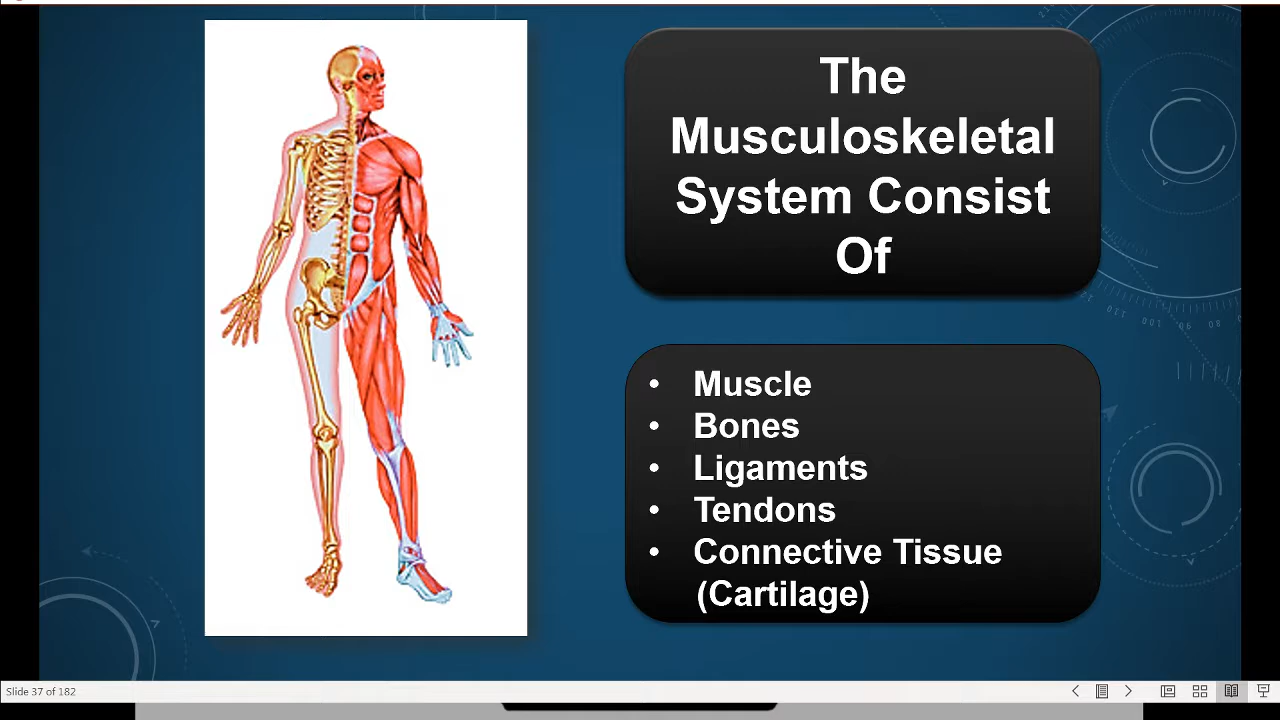 The
Musculoskeletal
System Consist
Of
• Muscle
• Bones
• Ligaments
• Tendons
• Connective Tissue
(Cartilage)
Slide 37 of 182